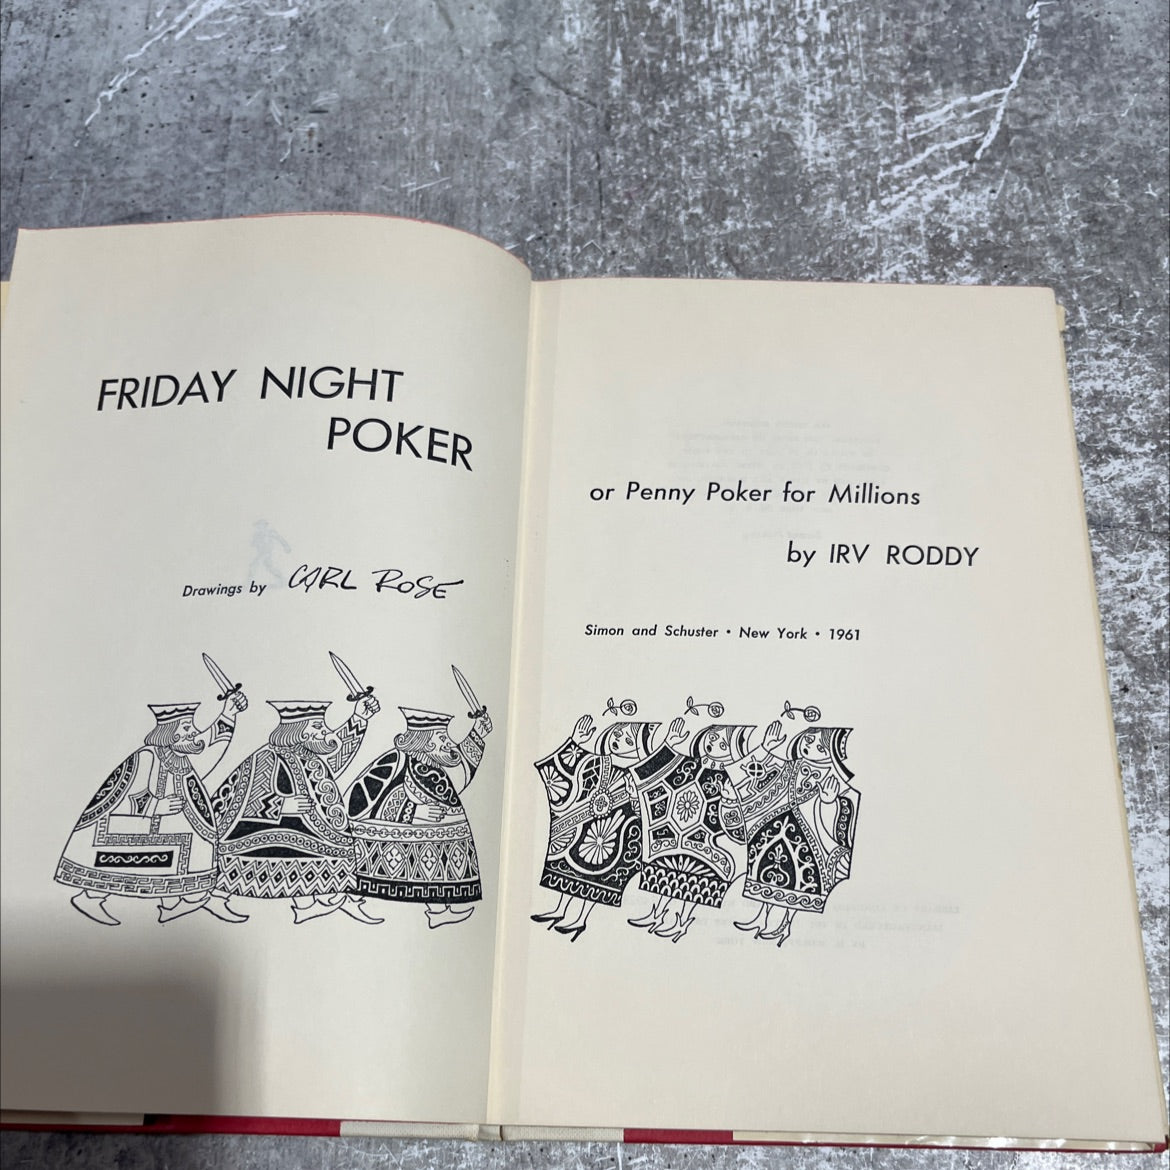 FRIDAY NIGHT
POKER
Drawings by CARL ROSE
or Penny Poker for Millions
by IRV RODDY
Simon and Schuster • New York • 1961